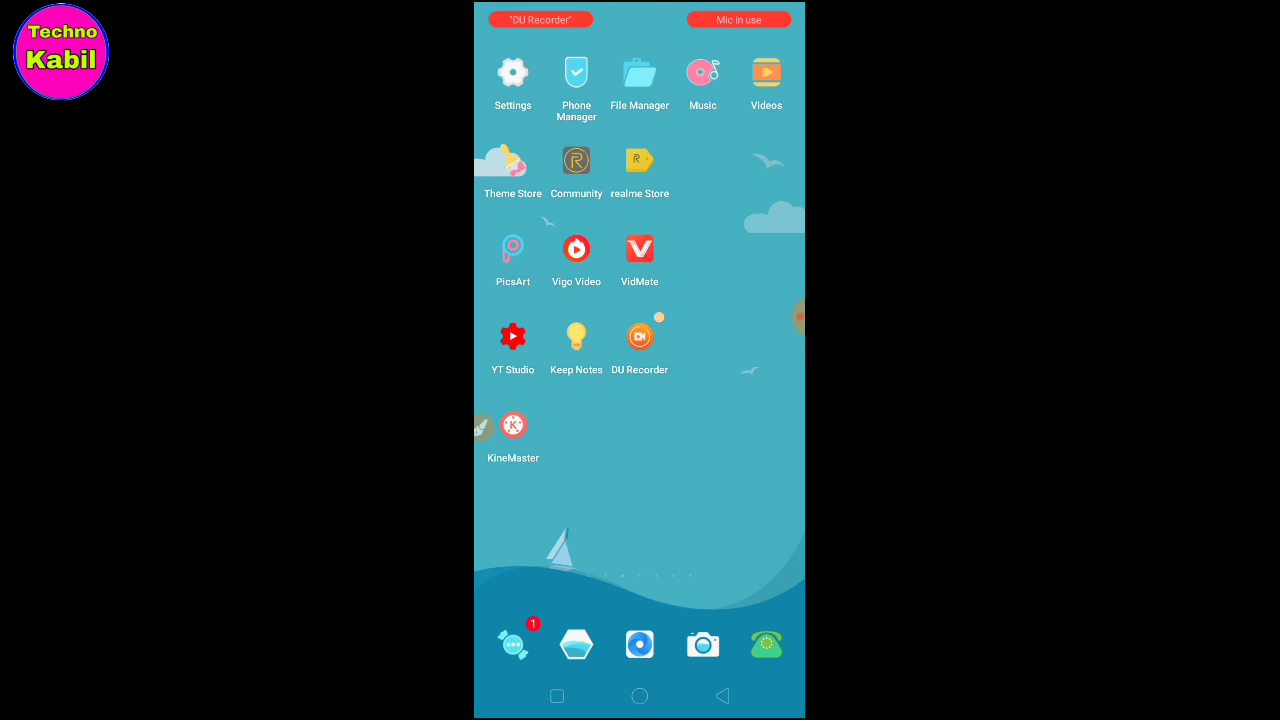 Techno
Kabil
"DU Recorder"
Mic in use
Settings
Phone
Manager
File Manager
Music
Videos
Theme Store
Community
realme Store
PicsArt
Vigo Video
VidMate
YT Studio
Keep Notes
DU Recorder
KineMaster
1